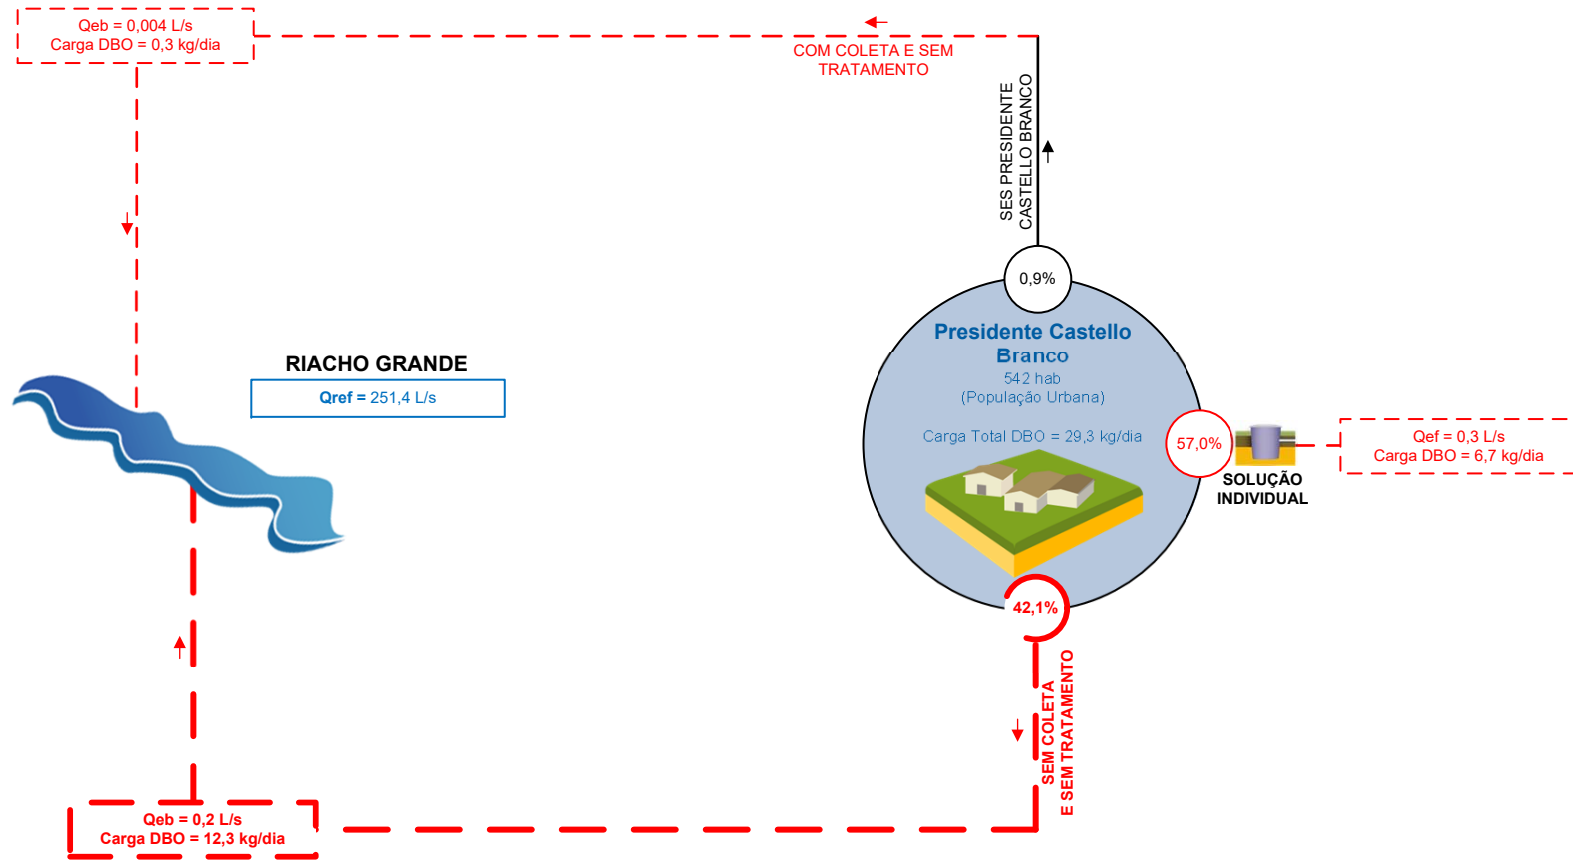 Qeb = 0,004 L/s
Carga DBO = 0,3 kg/dia
COM COLETA E SEM
TRATAMENTO
SES PRESIDENTE
CASTELLO BRANCO
0,9%
Presidente Castello
Branco
542 hab
(População Urbana)
Carga Total DBO = 29,3 kg/dia
RIACHO GRANDE
Qref = 251,4 L/s
57,0%
SOLUÇÃO
INDIVIDUAL
Qef = 0,3 L/s
Carga DBO = 6,7 kg/dia
42,1%
SEM COLETA
E SEM TRATAMENTO
Qeb = 0,2 L/s
Carga DBO = 12,3 kg/dia